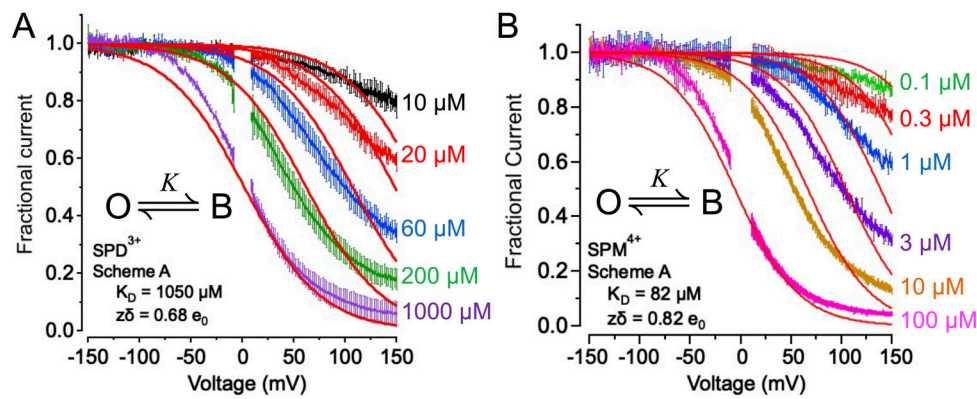 A
Fractional current
1.0
0.8
0.6
0.4
0.2
0.0
-150
-100
-50
0
50
100
150
Voltage (mV)
10 µM
20 µM
60 µM
200 µM
1000 µM
K
O ⇌ B
SPD³⁺
Scheme A
K_D = 1050 µM
zδ = 0.68 e₀
B
Fractional Current
1.0
0.8
0.6
0.4
0.2
0.0
-150
-100
-50
0
50
100
150
Voltage (mV)
0.1 µM
0.3 µM
1 µM
3 µM
10 µM
100 µM
K
O ⇌ B
SPM⁴⁺
Scheme A
K_D = 82 µM
zδ = 0.82 e₀